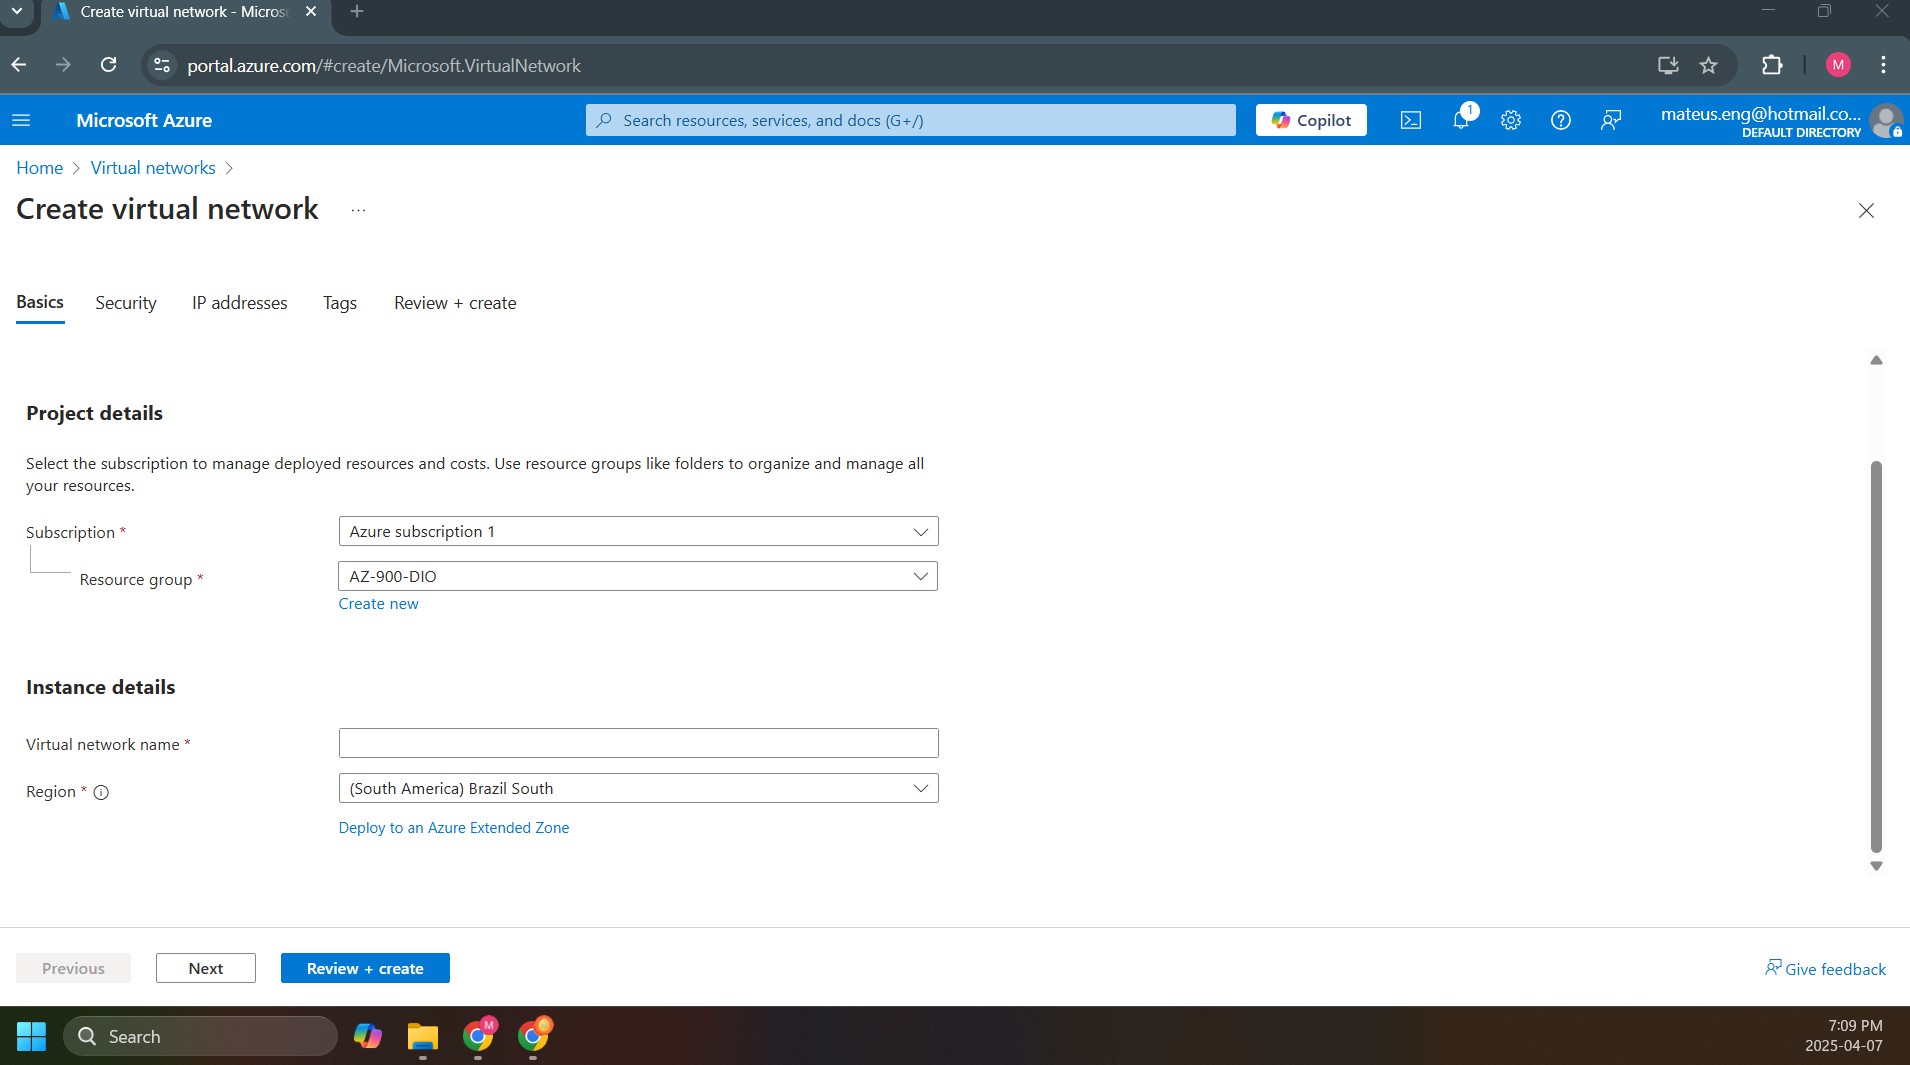 Create virtual network - Micros
portal.azure.com/#create/Microsoft.VirtualNetwork
M
Microsoft Azure
Search resources, services, and docs (G+/)
Copilot
1
mateus.eng@hotmail.co...
DEFAULT DIRECTORY
Home > Virtual networks >
Create virtual network ...
Basics
Security
IP addresses
Tags
Review + create
Project details
Select the subscription to manage deployed resources and costs. Use resource groups like folders to organize and manage all
your resources.
Subscription *
Azure subscription 1
Resource group *
AZ-900-DIO
Create new
Instance details
Virtual network name *
Region *
(South America) Brazil South
Deploy to an Azure Extended Zone
Previous
Next
Review + create
Give feedback
Search
M
7:09 PM
2025-04-07